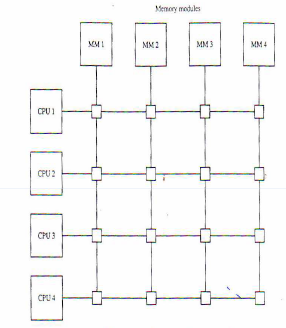 Memory modules
MM 1 MM 2 MM 3 MM 4
CPU 1
CPU 2
CPU 3
CPU 4